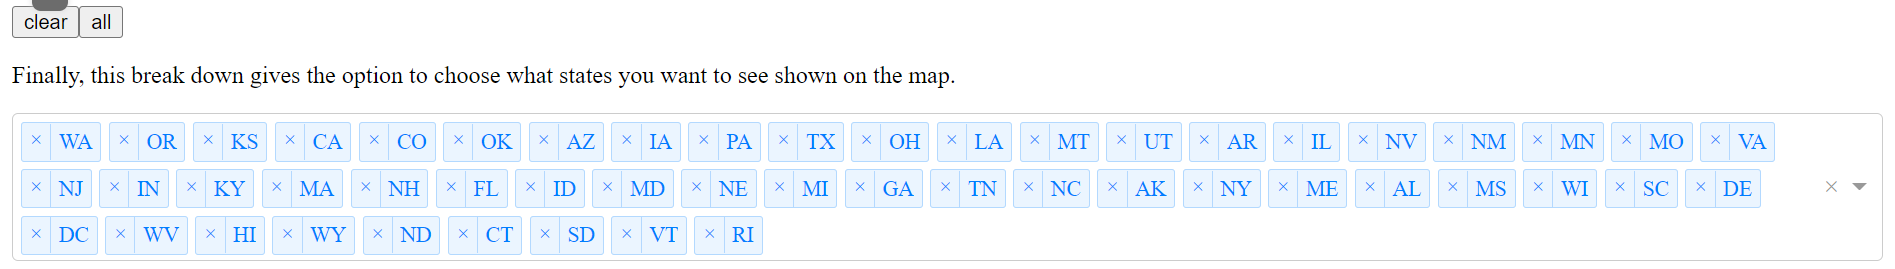 clear all
Finally, this break down gives the option to choose what states you want to see shown on the map.
× WA × OR × KS × CA × CO × OK × AZ × IA × PA × TX × OH × LA × MT × UT × AR × IL × NV × NM × MN × MO × VA
× NJ × IN × KY × MA × NH × FL × ID × MD × NE × MI × GA × TN × NC × AK × NY × ME × AL × MS × WI × SC × DE ×
× DC × WV × HI × WY × ND × CT × SD × VT × RI